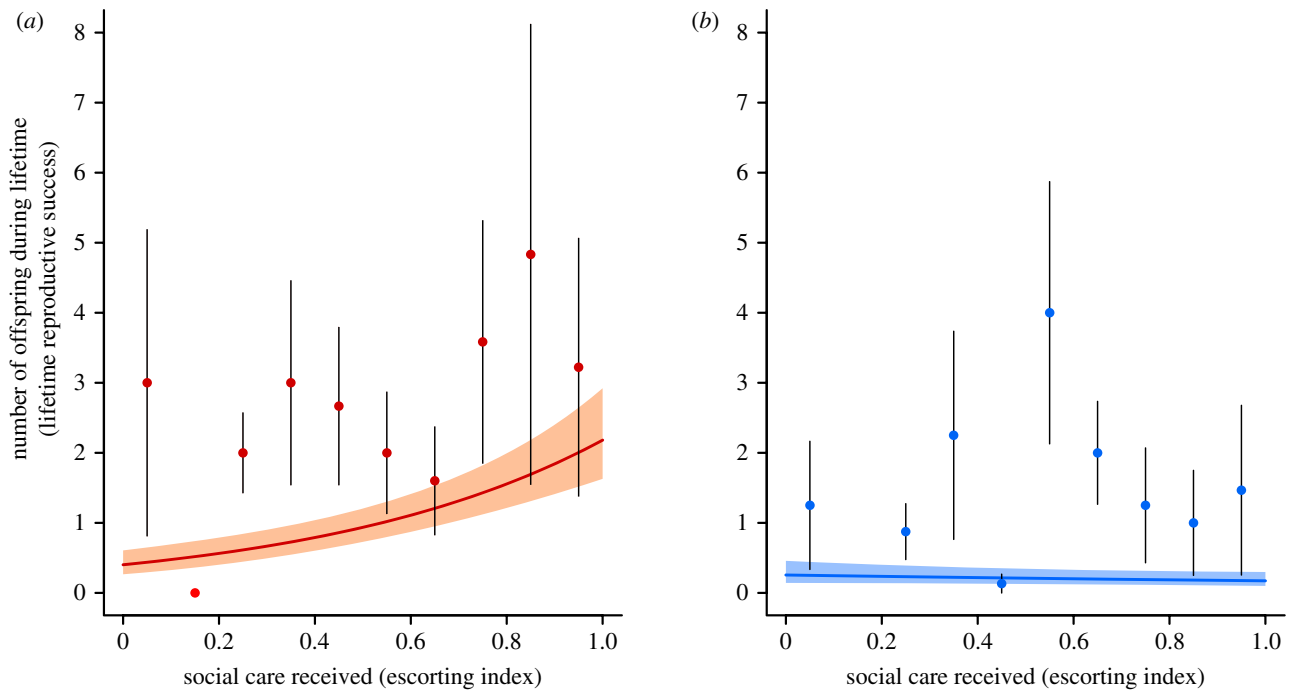 (a)
(b)
number of offspring during lifetime
(lifetime reproductive success)
8
7
6
5
4
3
2
1
0
0 0.2 0.4 0.6 0.8 1.0
social care received (escorting index)
8
7
6
5
4
3
2
1
0
0 0.2 0.4 0.6 0.8 1.0
social care received (escorting index)